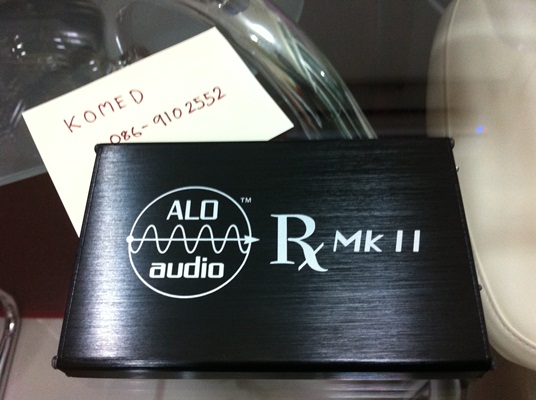 KOMED
086-9102552
ALO
TM
audio
Rx MK II